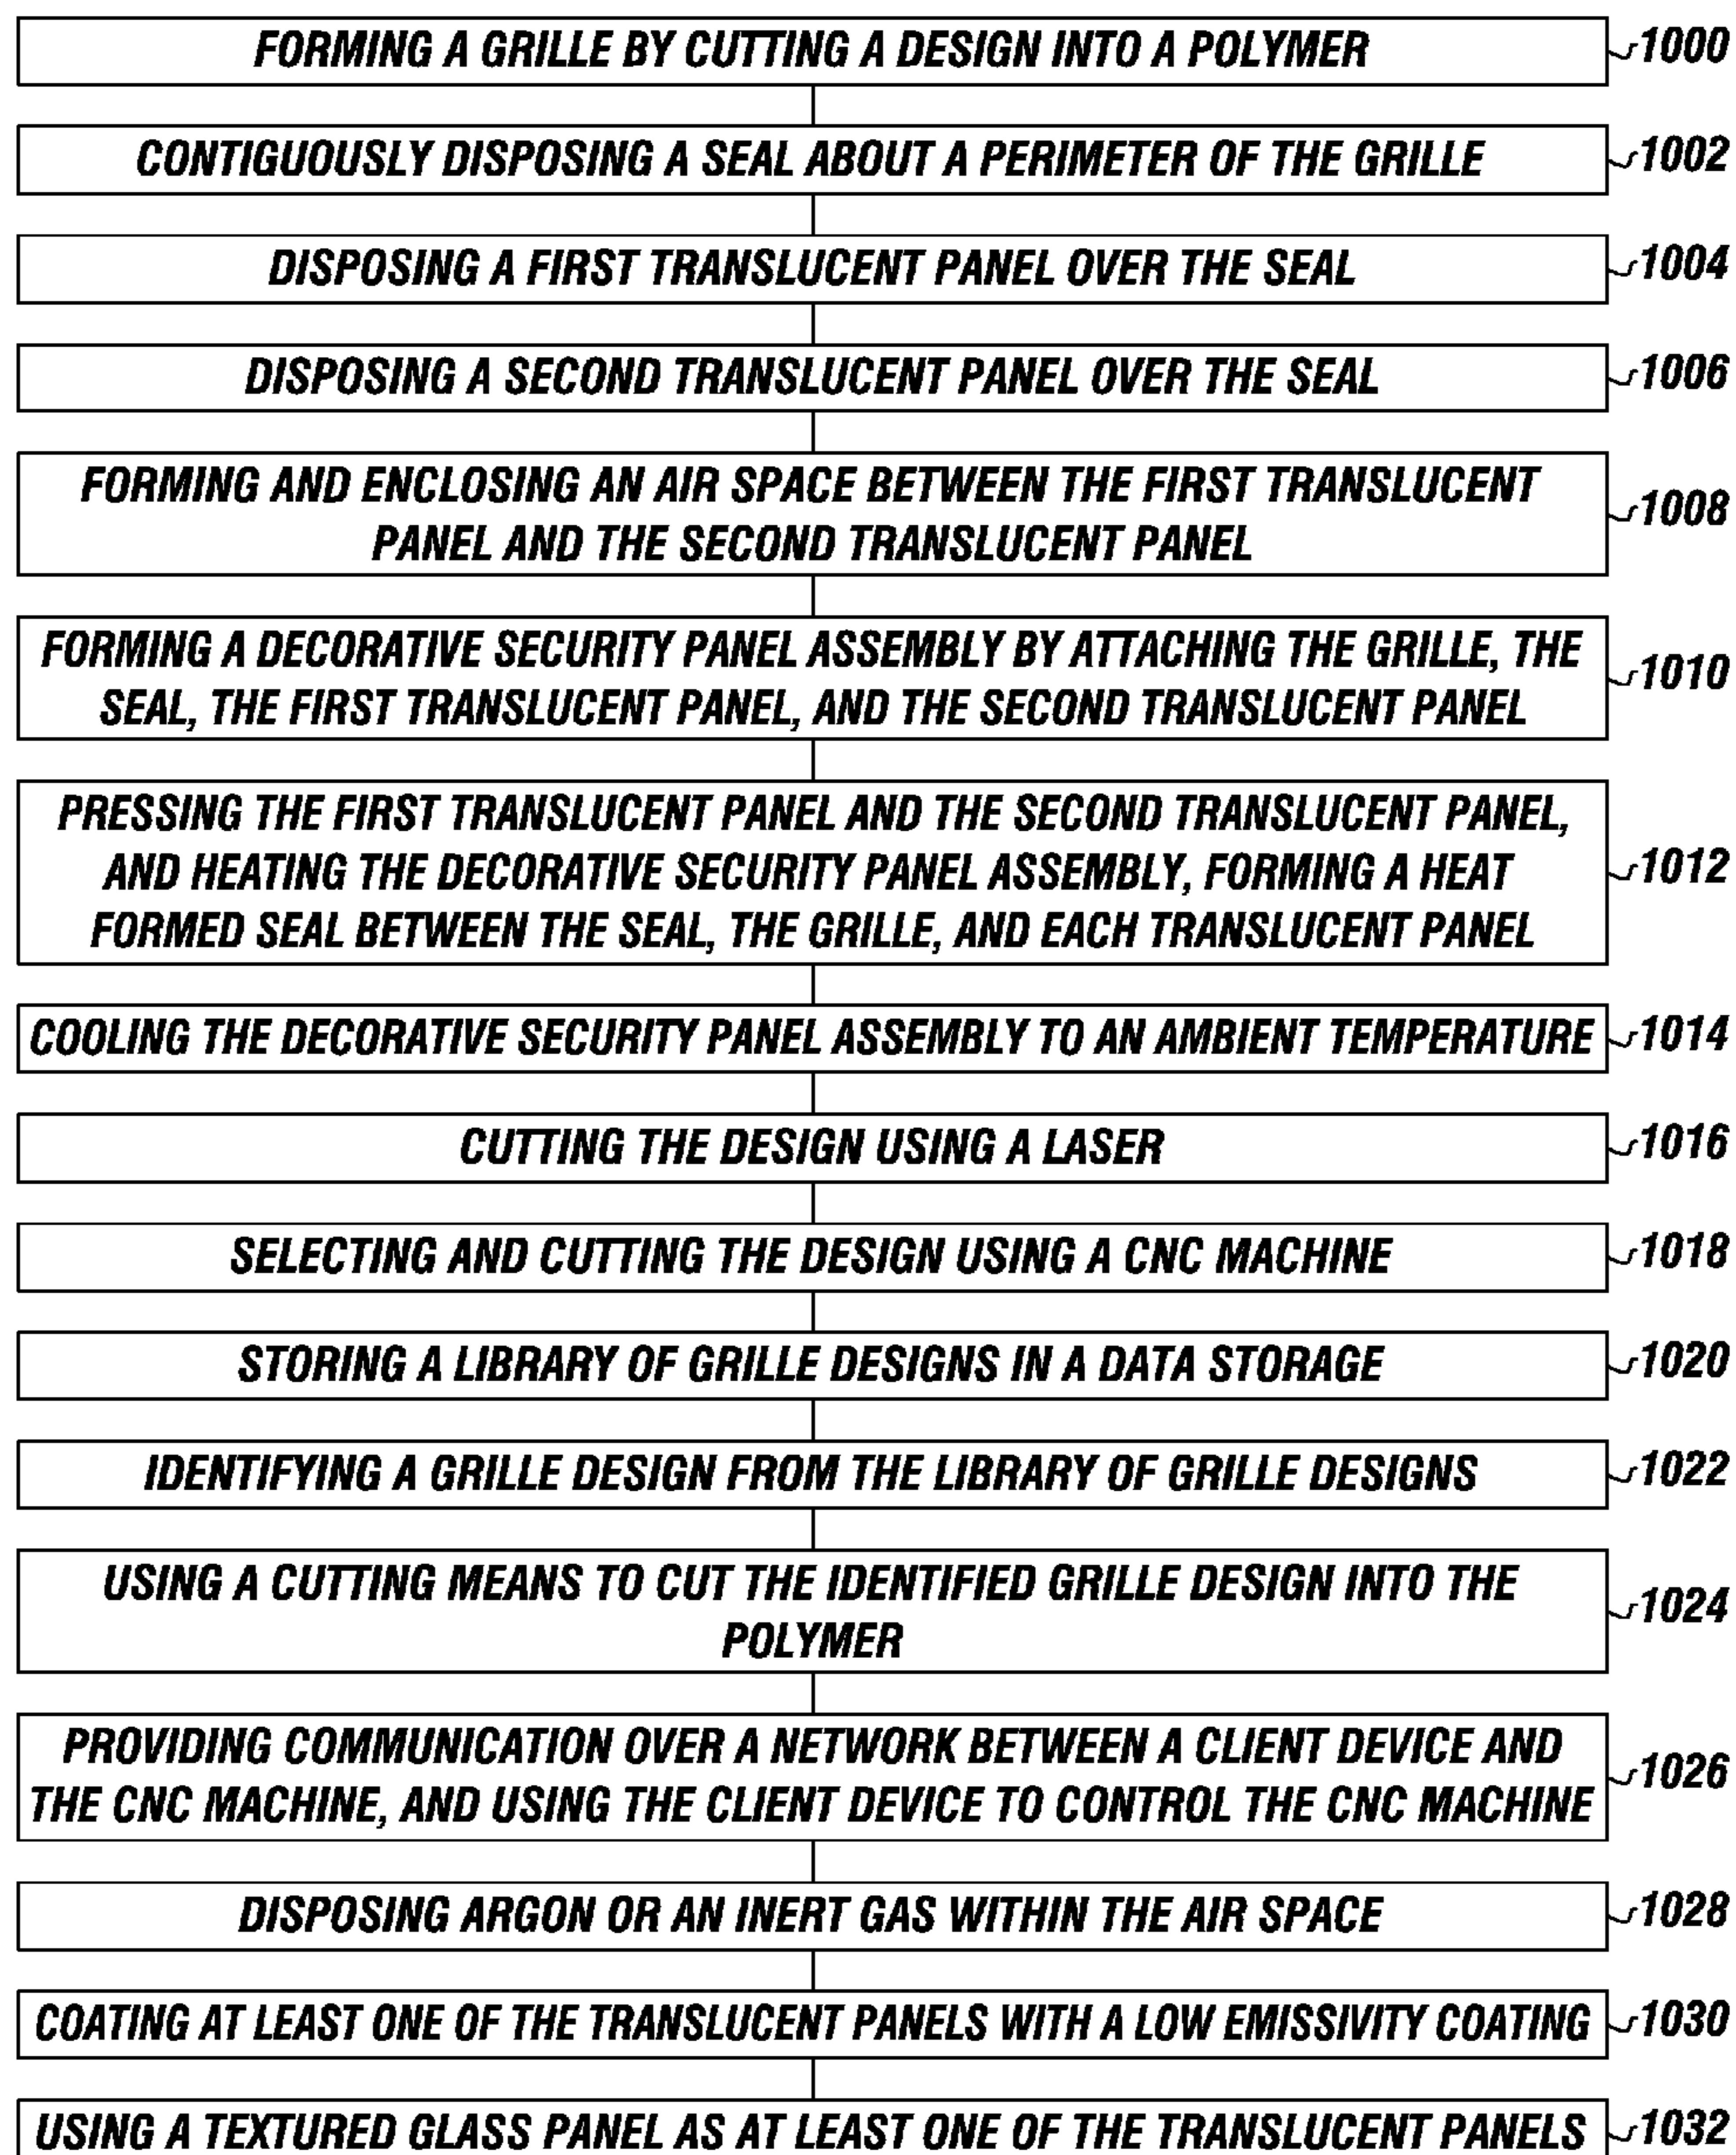 FORMING A GRILLE BY CUTTING A DESIGN INTO A POLYMER
1000
CONTIGUOUSLY DISPOSING A SEAL ABOUT A PERIMETER OF THE GRILLE
1002
DISPOSING A FIRST TRANSLUCENT PANEL OVER THE SEAL
1004
DISPOSING A SECOND TRANSLUCENT PANEL OVER THE SEAL
1006
FORMING AND ENCLOSING AN AIR SPACE BETWEEN THE FIRST TRANSLUCENT
PANEL AND THE SECOND TRANSLUCENT PANEL
1008
FORMING A DECORATIVE SECURITY PANEL ASSEMBLY BY ATTACHING THE GRILLE, THE
SEAL, THE FIRST TRANSLUCENT PANEL, AND THE SECOND TRANSLUCENT PANEL
1010
PRESSING THE FIRST TRANSLUCENT PANEL AND THE SECOND TRANSLUCENT PANEL,
AND HEATING THE DECORATIVE SECURITY PANEL ASSEMBLY, FORMING A HEAT
FORMED SEAL BETWEEN THE SEAL, THE GRILLE, AND EACH TRANSLUCENT PANEL
1012
COOLING THE DECORATIVE SECURITY PANEL ASSEMBLY TO AN AMBIENT TEMPERATURE
1014
CUTTING THE DESIGN USING A LASER
1016
SELECTING AND CUTTING THE DESIGN USING A CNC MACHINE
1018
STORING A LIBRARY OF GRILLE DESIGNS IN A DATA STORAGE
1020
IDENTIFYING A GRILLE DESIGN FROM THE LIBRARY OF GRILLE DESIGNS
1022
USING A CUTTING MEANS TO CUT THE IDENTIFIED GRILLE DESIGN INTO THE
POLYMER
1024
PROVIDING COMMUNICATION OVER A NETWORK BETWEEN A CLIENT DEVICE AND
THE CNC MACHINE, AND USING THE CLIENT DEVICE TO CONTROL THE CNC MACHINE
1026
DISPOSING ARGON OR AN INERT GAS WITHIN THE AIR SPACE
1028
COATING AT LEAST ONE OF THE TRANSLUCENT PANELS WITH A LOW EMISSIVITY COATING
1030
USING A TEXTURED GLASS PANEL AS AT LEAST ONE OF THE TRANSLUCENT PANELS
1032